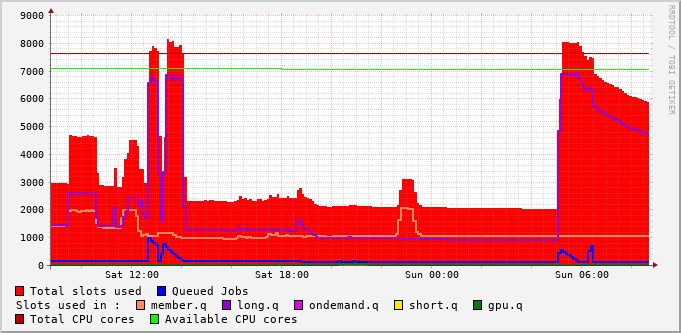 RRDTOOL / TOBI OETIKER
9000
8000
7000
6000
5000
4000
3000
2000
1000
0
Sat 12:00 Sat 18:00 Sun 00:00 Sun 06:00
Total slots used Queued Jobs
Slots used in : member.q long.q ondemand.q short.q gpu.q
Total CPU cores Available CPU cores